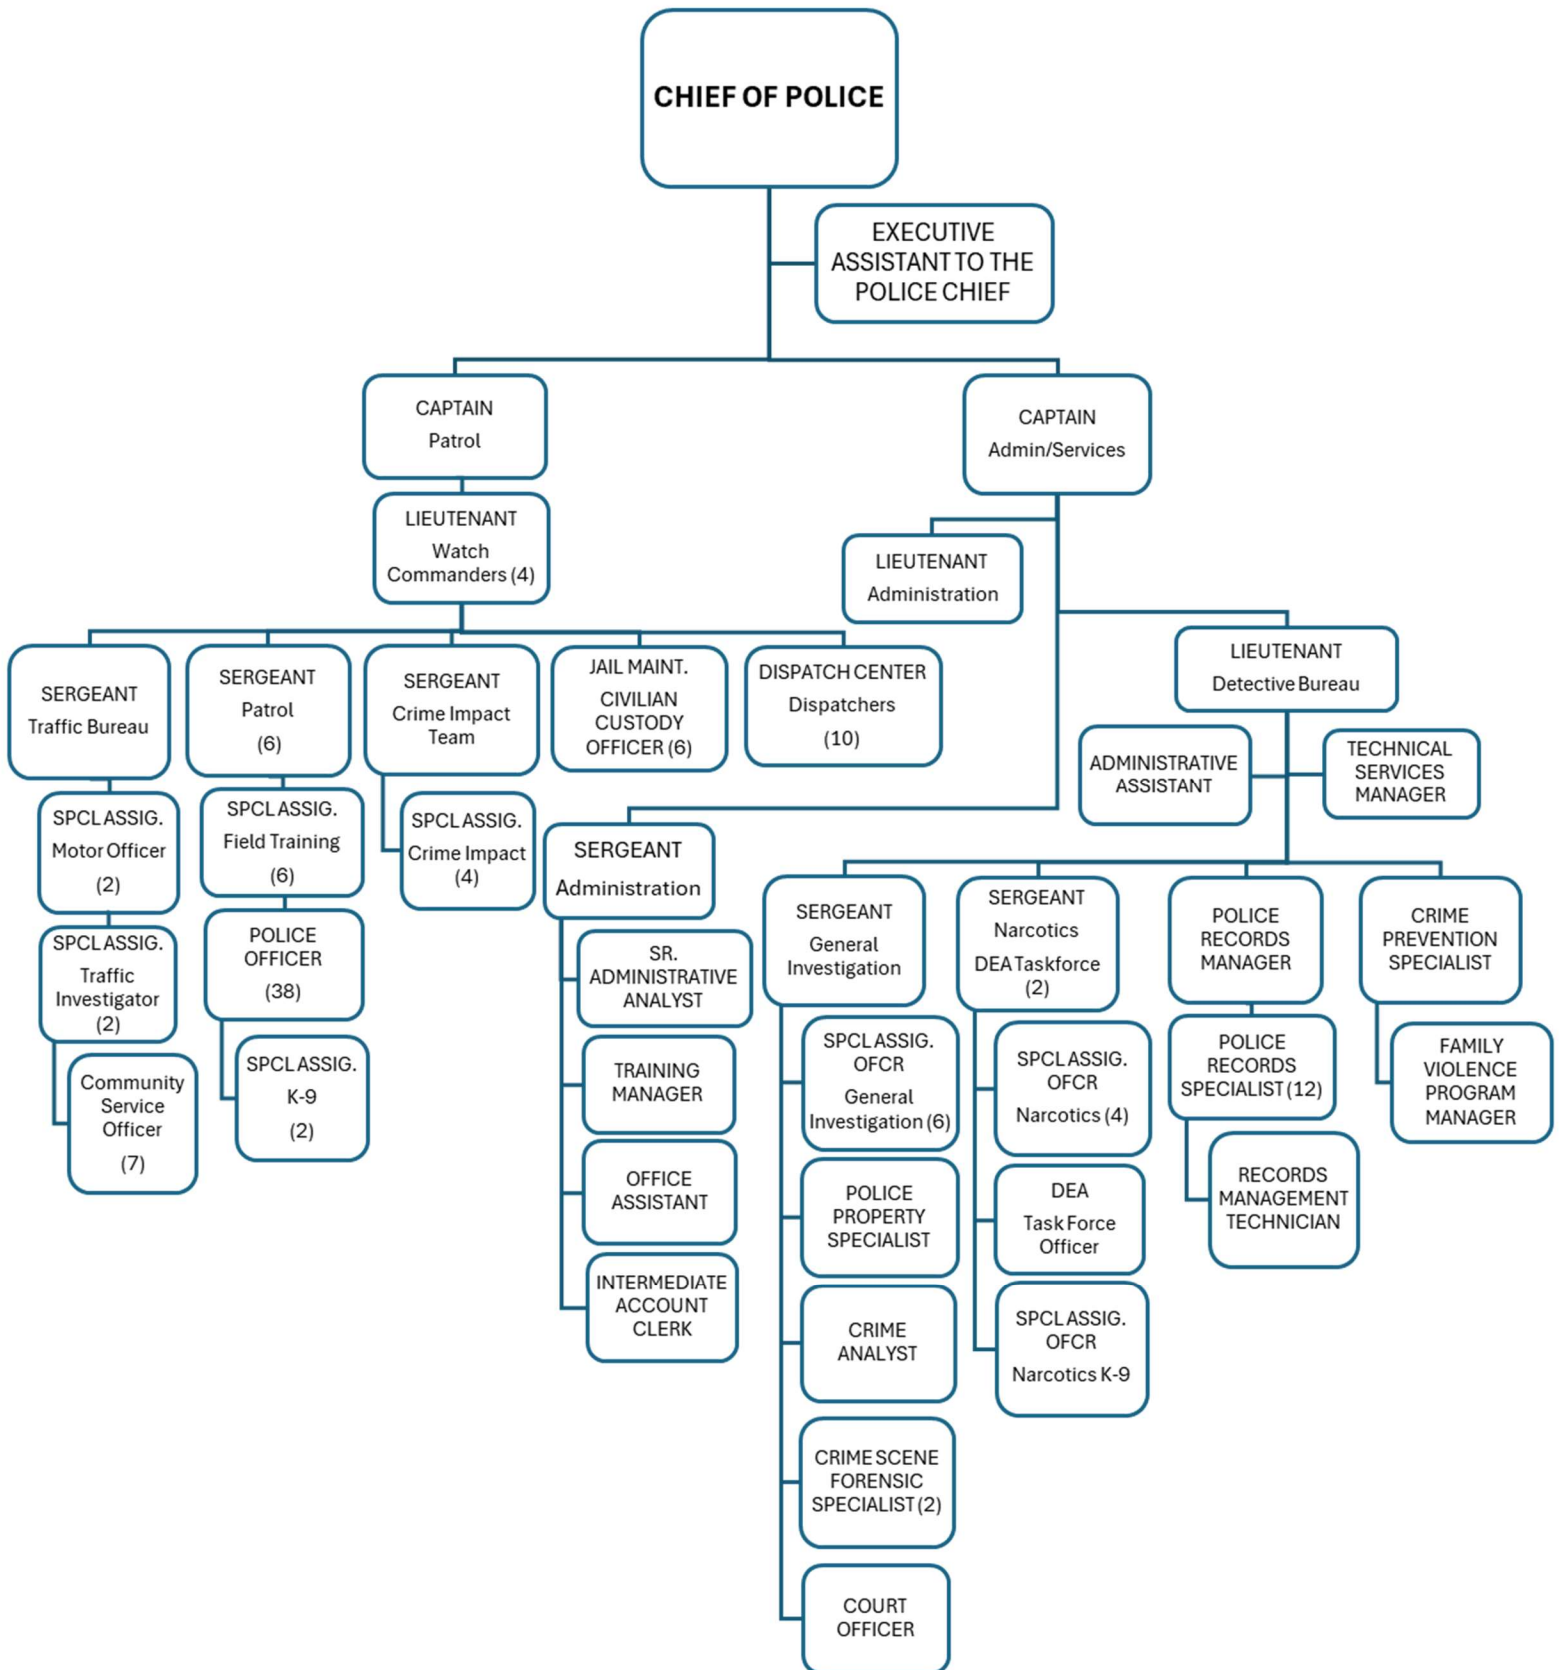 CHIEF OF POLICE
EXECUTIVE
ASSISTANT TO THE
POLICE CHIEF
CAPTAIN
Patrol
CAPTAIN
Admin/Services
LIEUTENANT
Watch
Commanders (4)
LIEUTENANT
Administration
LIEUTENANT
Detective Bureau
SERGEANT
Traffic Bureau
SERGEANT
Patrol
(6)
SERGEANT
Crime Impact
Team
JAIL MAINT.
CIVILIAN
CUSTODY
OFFICER (6)
DISPATCH CENTER
Dispatchers
(10)
ADMINISTRATIVE
ASSISTANT
TECHNICAL
SERVICES
MANAGER
SPCL ASSIG.
Motor Officer
(2)
SPCL ASSIG.
Field Training
(6)
SPCL ASSIG.
Crime Impact
(4)
SERGEANT
Administration
SPCL ASSIG.
Traffic
Investigator
(2)
POLICE
OFFICER
(38)
Community
Service
Officer
(7)
SPCL ASSIG.
K-9
(2)
SR.
ADMINISTRATIVE
ANALYST
TRAINING
MANAGER
OFFICE
ASSISTANT
INTERMEDIATE
ACCOUNT
CLERK
SERGEANT
General
Investigation
SERGEANT
Narcotics
DEA Taskforce
(2)
POLICE
RECORDS
MANAGER
CRIME
PREVENTION
SPECIALIST
SPCL ASSIG.
OFCR
General
Investigation (6)
POLICE
PROPERTY
SPECIALIST
CRIME
ANALYST
CRIME SCENE
FORENSIC
SPECIALIST (2)
COURT
OFFICER
SPCL ASSIG.
OFCR
Narcotics (4)
DEA
Task Force
Officer
SPCL ASSIG.
OFCR
Narcotics K-9
POLICE
RECORDS
SPECIALIST (12)
RECORDS
MANAGEMENT
TECHNICIAN
FAMILY
VIOLENCE
PROGRAM
MANAGER